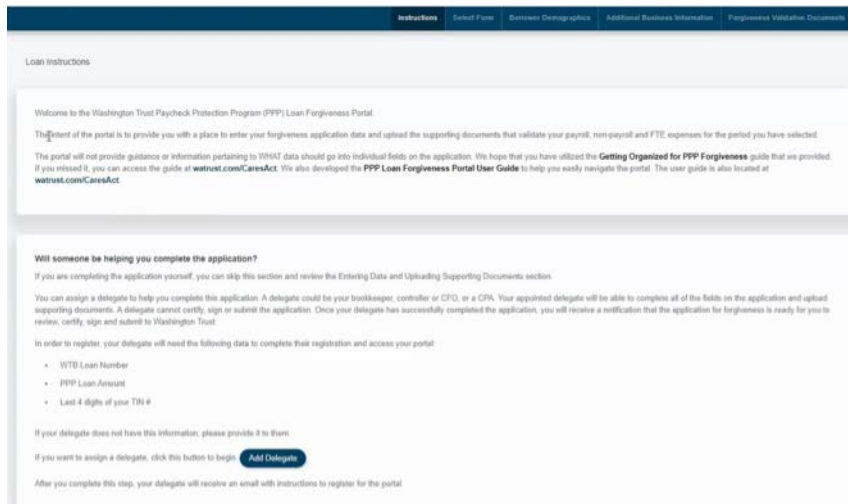 Instructions Select Form Borrower Demographics Additional Business Information Forgiveness Validation Documents
Loan Instructions
Welcome to the Washington Trust Paycheck Protection Program (PPP) Loan Forgiveness Portal.
The intent of the portal is to provide you with a place to enter your forgiveness application data and upload the supporting documents that validate your payroll, non-payroll and FTE expenses for the period you have selected.
The portal will not provide guidance or information pertaining to WHAT data should go into individual fields on the application. We hope that you have utilized the Getting Organized for PPP Forgiveness guide that we provided.
If you missed it, you can access the guide at watrust.com/CaresAct. We also developed the PPP Loan Forgiveness Portal User Guide to help you easily navigate the portal. The user guide is also located at
watrust.com/CaresAct.
Will someone be helping you complete the application?
If you are completing the application yourself, you can skip this section and review the Entering Data and Uploading Supporting Documents section.
You can assign a delegate to help you complete this application. A delegate could be your bookkeeper, controller or CFO, or a CPA. Your appointed delegate will be able to complete all of the fields on the application and upload
supporting documents. A delegate cannot certify, sign or submit the application. Once your delegate has successfully completed the application, you will receive a notification that the application for forgiveness is ready for you to
review, certify, sign and submit to Washington Trust.
In order to register, your delegate will need the following data to complete their registration and access your portal:
• WTB Loan Number
• PPP Loan Amount
• Last 4 digits of your TIN #
If your delegate does not have this information, please provide it to them.
If you want to assign a delegate, click this button to begin. Add Delegate
After you complete this step, your delegate will receive an email with instructions to register for the portal.